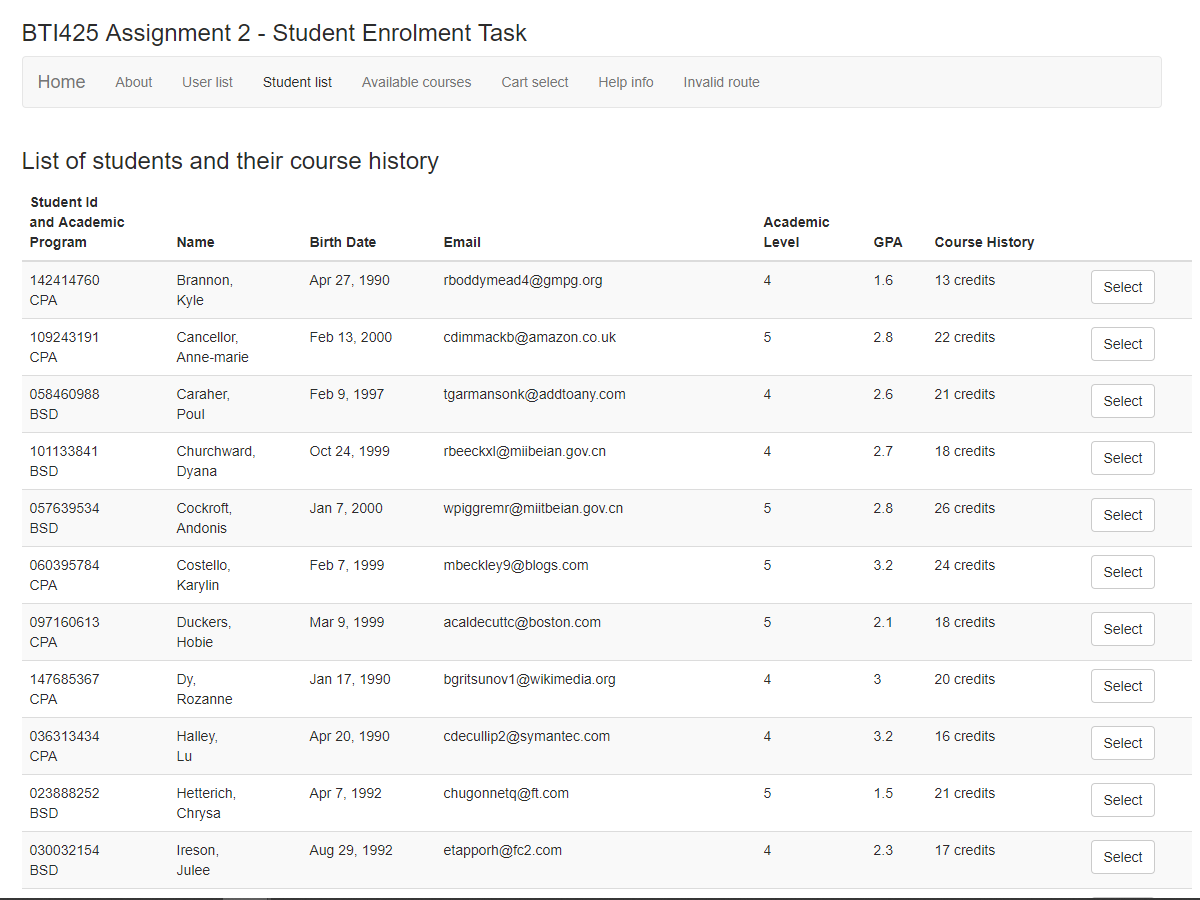 BTI425 Assignment 2 - Student Enrolment Task
Home About User list Student list Available courses Cart select Help info Invalid route
List of students and their course history
Student Id
and Academic Academic
Program Name Birth Date Email Level GPA Course History
142414760 Brannon, Apr 27, 1990 rboddymead4@gmpg.org 4 1.6 13 credits Select
CPA Kyle
109243191 Cancellor, Feb 13, 2000 cdimmackb@amazon.co.uk 5 2.8 22 credits Select
CPA Anne-marie
058460988 Caraher, Feb 9, 1997 tgarmansonk@addtoany.com 4 2.6 21 credits Select
BSD Poul
101133841 Churchward, Oct 24, 1999 rbeeckxl@miibeian.gov.cn 4 2.7 18 credits Select
BSD Dyana
057639534 Cockroft, Jan 7, 2000 wpiggremr@miitbeian.gov.cn 5 2.8 26 credits Select
BSD Andonis
060395784 Costello, Feb 7, 1999 mbeckley9@blogs.com 5 3.2 24 credits Select
CPA Karylin
097160613 Duckers, Mar 9, 1999 acaldecuttc@boston.com 5 2.1 18 credits Select
CPA Hobie
147685367 Dy, Jan 17, 1990 bgritsunov1@wikimedia.org 4 3 20 credits Select
CPA Rozanne
036313434 Halley, Apr 20, 1990 cdecullip2@symantec.com 4 3.2 16 credits Select
CPA Lu
023888252 Hetterich, Apr 7, 1992 chugonnetq@ft.com 5 1.5 21 credits Select
BSD Chrysa
030032154 Ireson, Aug 29, 1992 etapporh@fc2.com 4 2.3 17 credits Select
BSD Julee